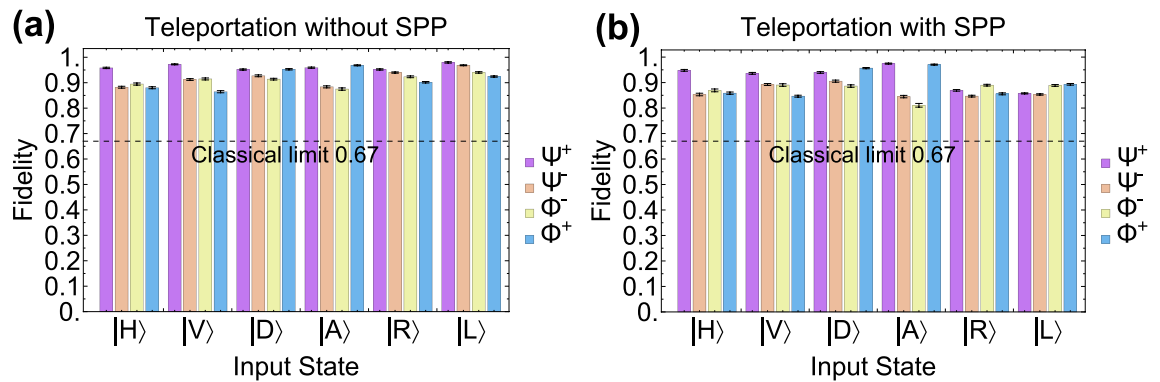 (a) Teleportation without SPP
Fidelity
1.
0.9
0.8
0.7
0.6
0.5
0.4
0.3
0.2
0.1
0.
Classical limit 0.67
|H⟩ |V⟩ |D⟩ |A⟩ |R⟩ |L⟩
Input State
Ψ⁺
Ψ⁻
Φ⁻
Φ⁺
(b) Teleportation with SPP
Fidelity
1.
0.9
0.8
0.7
0.6
0.5
0.4
0.3
0.2
0.1
0.
Classical limit 0.67
|H⟩ |V⟩ |D⟩ |A⟩ |R⟩ |L⟩
Input State
Ψ⁺
Ψ⁻
Φ⁻
Φ⁺